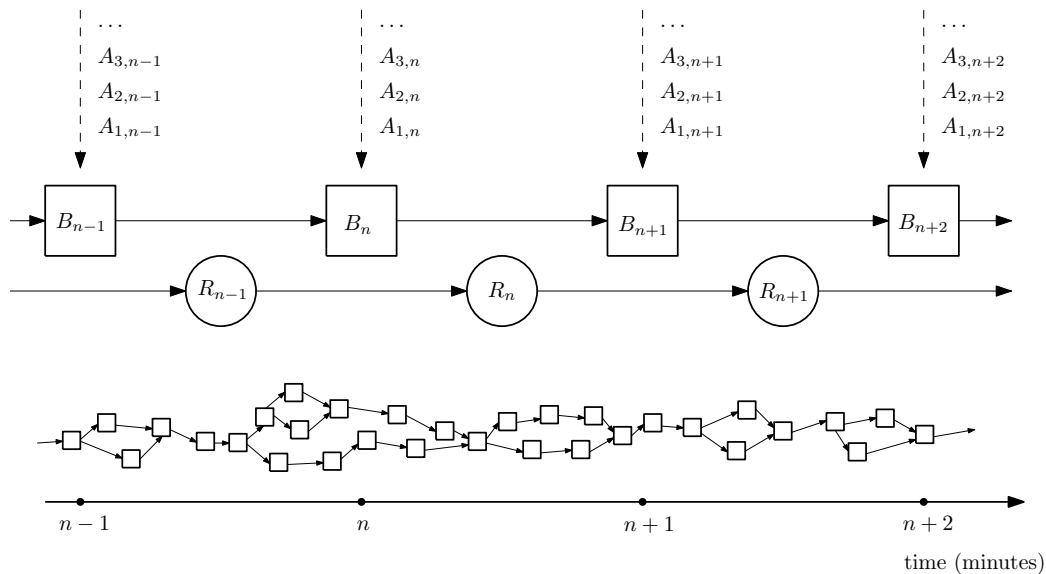 ... ... ... ...
A_{3,n−1} A_{3,n} A_{3,n+1} A_{3,n+2}
A_{2,n−1} A_{2,n} A_{2,n+1} A_{2,n+2}
A_{1,n−1} A_{1,n} A_{1,n+1} A_{1,n+2}
B_{n−1} B_n B_{n+1} B_{n+2}
R_{n−1} R_n R_{n+1}
n − 1 n n + 1 n + 2
time (minutes)